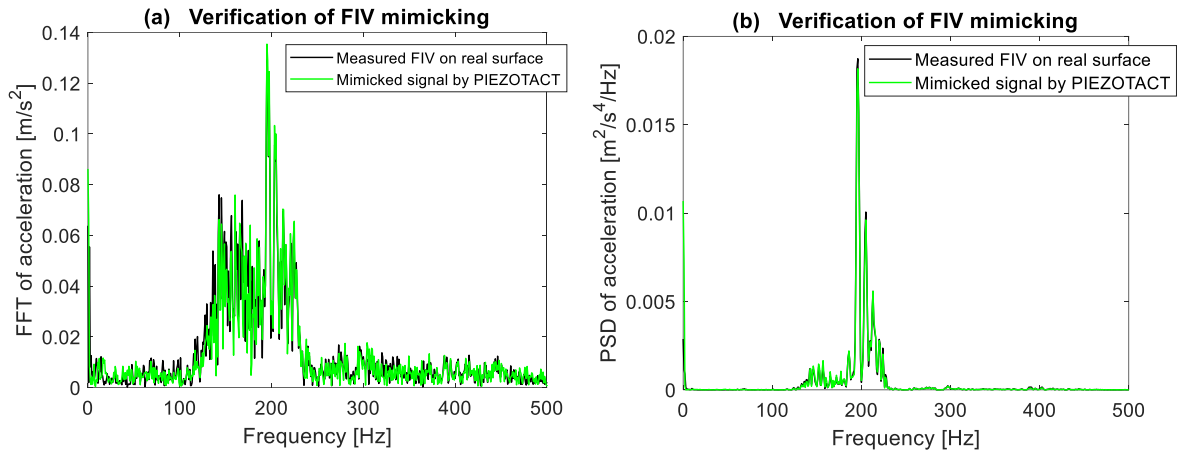 (a) Verification of FIV mimicking
FFT of acceleration [m/s2]
0.14
0.12
0.1
0.08
0.06
0.04
0.02
0
Measured FIV on real surface
Mimicked signal by PIEZOTACT
0 100 200 300 400 500
Frequency [Hz]
(b) Verification of FIV mimicking
PSD of acceleration [m2/s4/Hz]
0.02
0.015
0.01
0.005
0
Measured FIV on real surface
Mimicked signal by PIEZOTACT
0 100 200 300 400 500
Frequency [Hz]